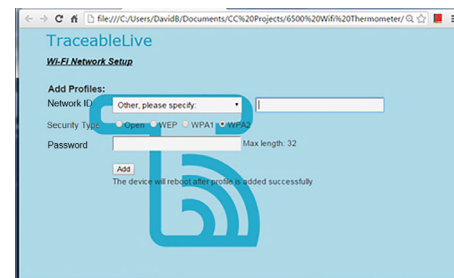 file:///C:/Users/DavidB/Documents/CC%20Projects/6500%20Wifi%20Thermometer/
TraceableLive
Wi-Fi Network Setup
Add Profiles:
Network ID Other, please specify:
Security Type Open WEP WPA1 WPA2
Password Max length: 32
Add
The device will reboot after profile is added successfully